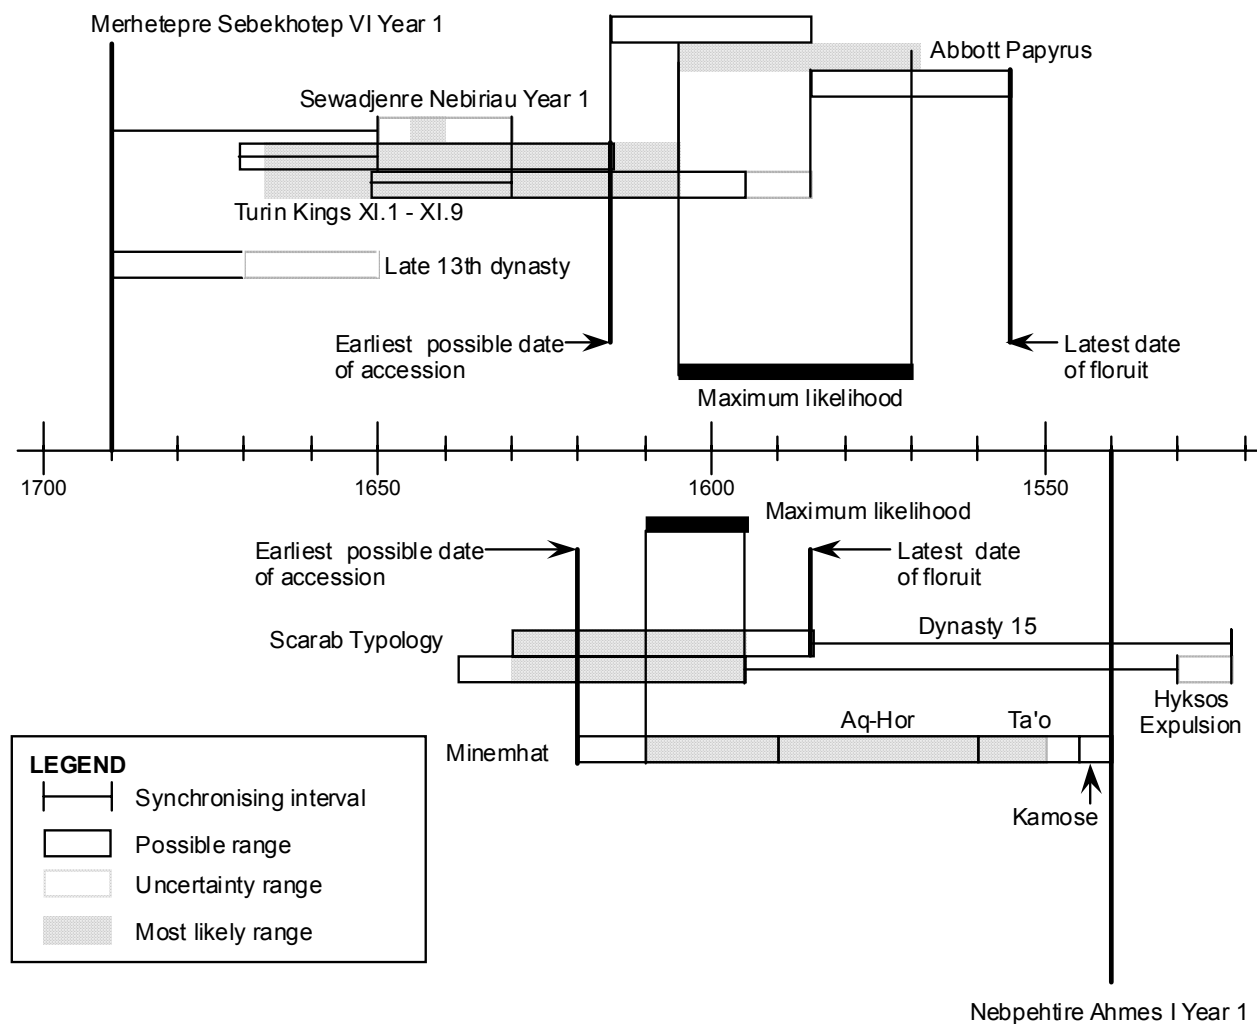 Merhetepre Sebekhotep VI Year 1
Abbott Papyrus
Sewadjenre Nebiriau Year 1
Turin Kings XI.1 - XI.9
Late 13th dynasty
Earliest possible date
of accession
Latest date
of floruit
Maximum likelihood
1700
1650
1600
1550
Maximum likelihood
Earliest possible date
of accession
Latest date
of floruit
Scarab Typology
Dynasty 15
Hyksos
Expulsion
Aq-Hor
Ta'o
Minemhat
Kamose
LEGEND
Synchronising interval
Possible range
Uncertainty range
Most likely range
Nebpehtire Ahmes I Year 1